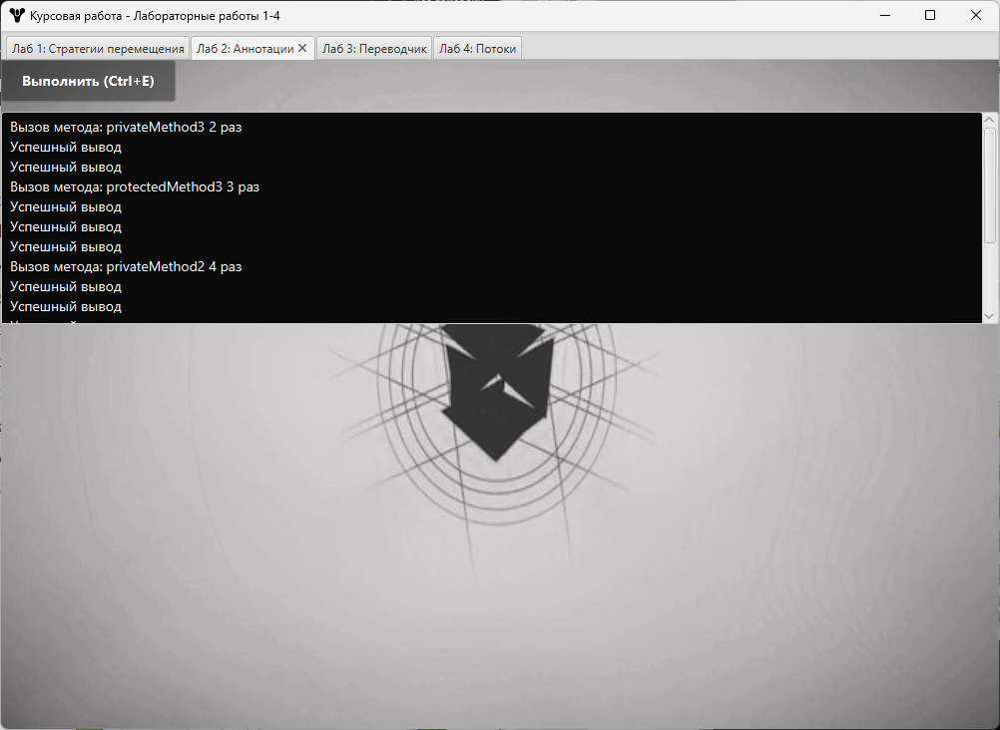 Курсовая работа - Лабораторные работы 1-4
Лаб 1: Стратегии перемещения
Лаб 2: Аннотации
Лаб 3: Переводчик
Лаб 4: Потоки
Выполнить (Ctrl+E)
Вызов метода: privateMethod3 2 раз
Успешный вывод
Успешный вывод
Вызов метода: protectedMethod3 3 раз
Успешный вывод
Успешный вывод
Успешный вывод
Вызов метода: privateMethod2 4 раз
Успешный вывод
Успешный вывод